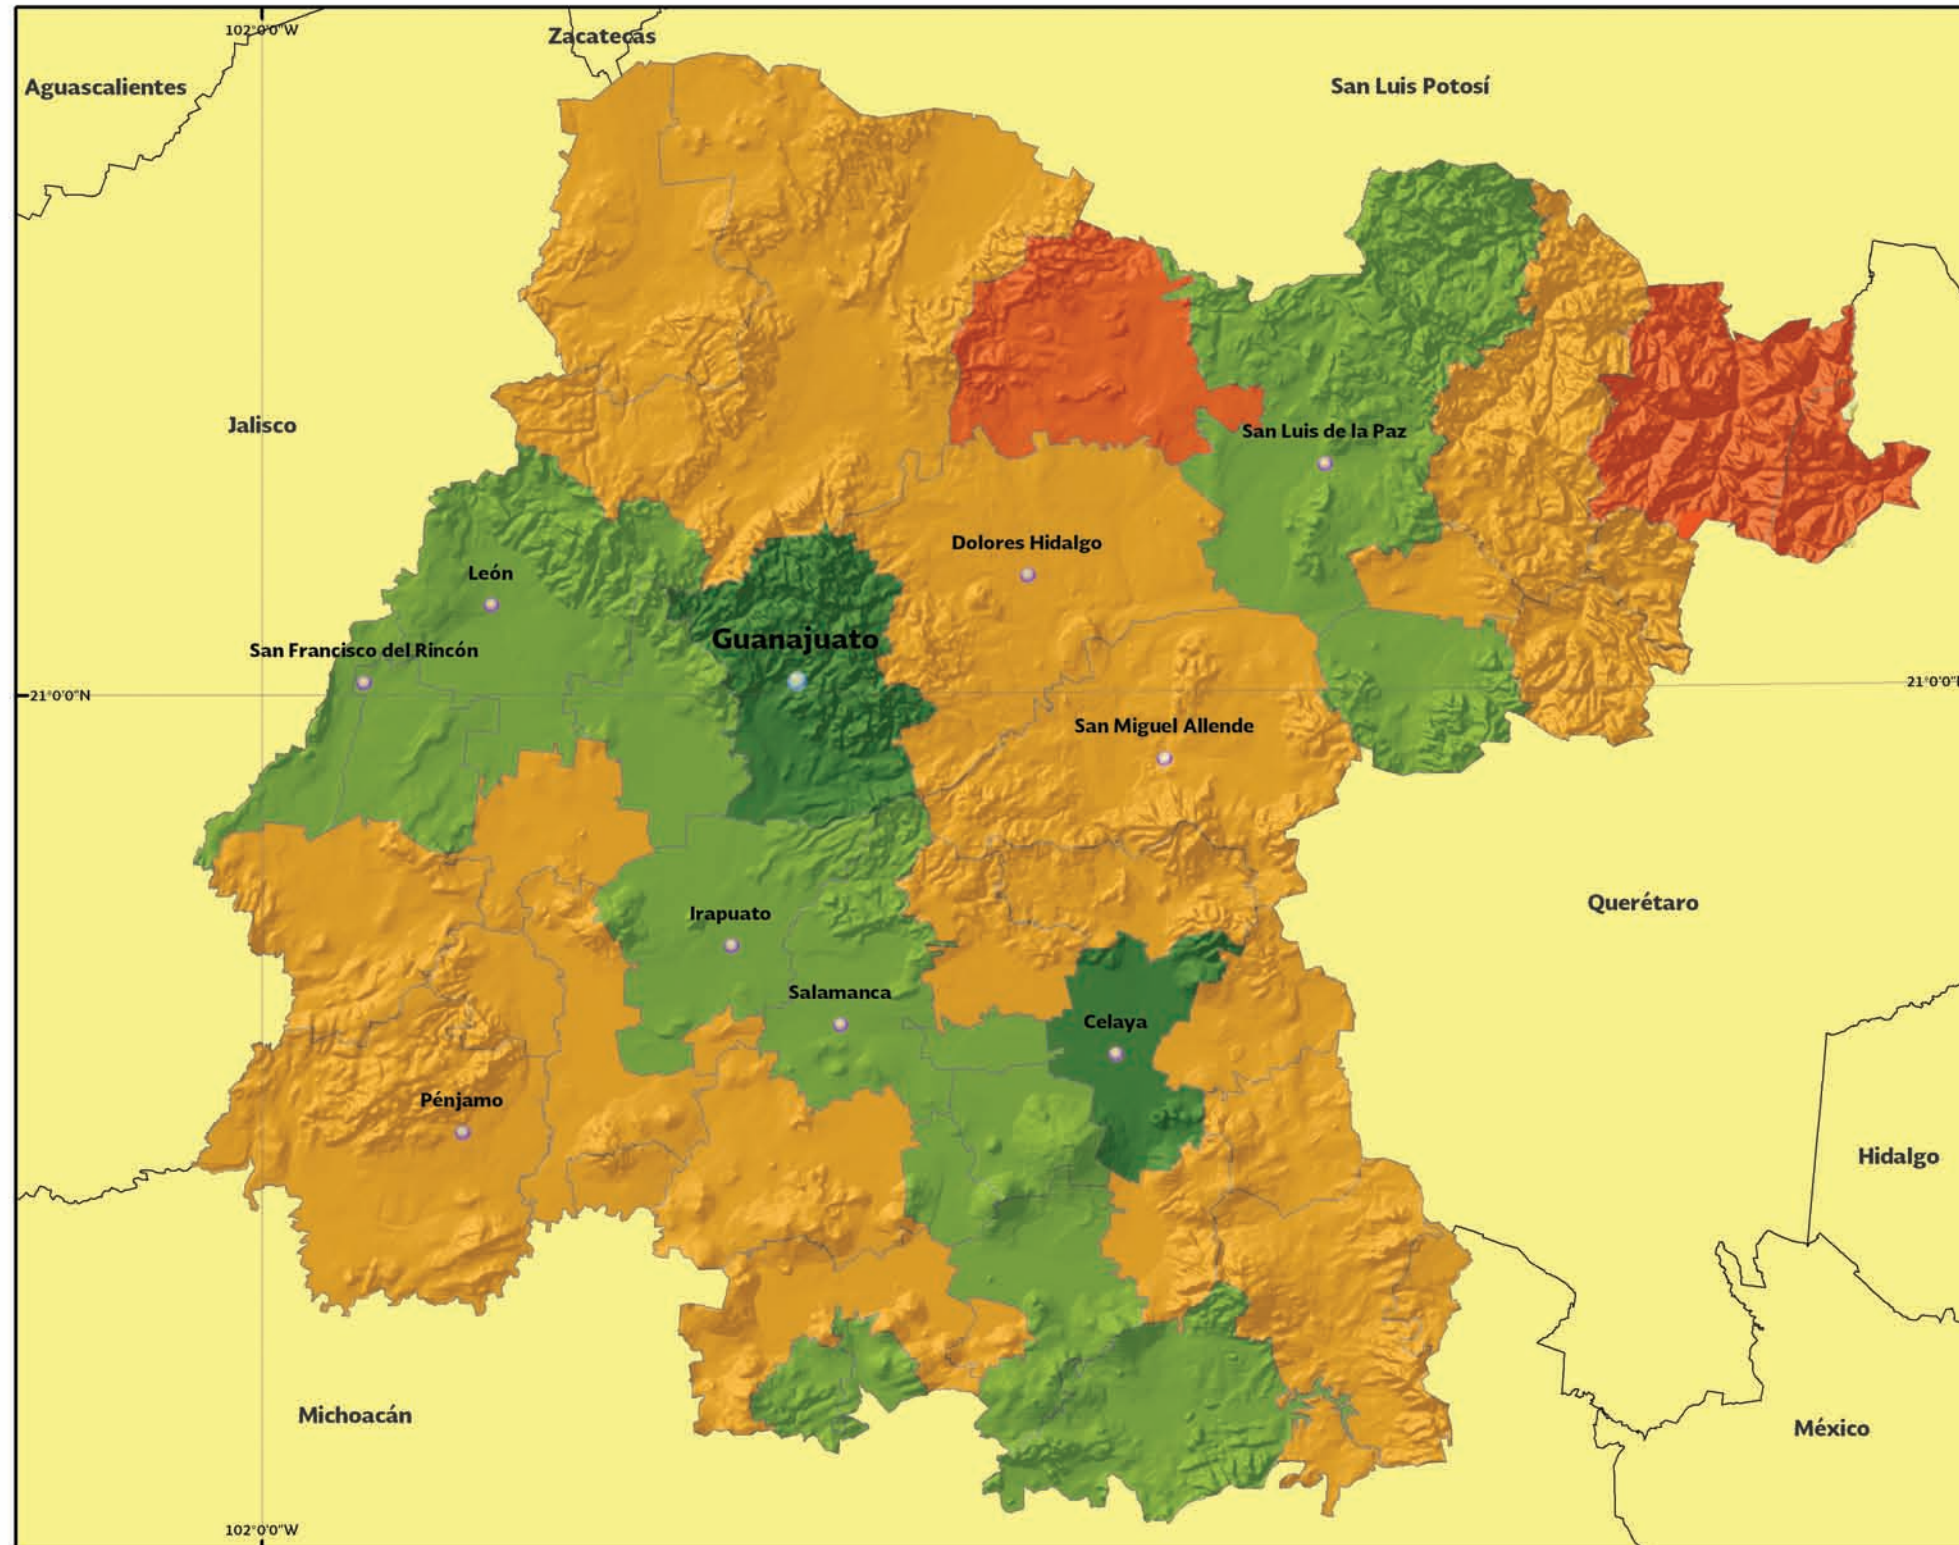 102°0'0"W
Zacatecas
Aguascalientes
San Luis Potosí
Jalisco
San Luis de la Paz
Dolores Hidalgo
León
Guanajuato
San Francisco del Rincón
21°0'0"N
21°0'0"
San Miguel Allende
Querétaro
Irapuato
Salamanca
Celaya
Pénjamo
Hidalgo
Michoacán
México
102°0'0"W